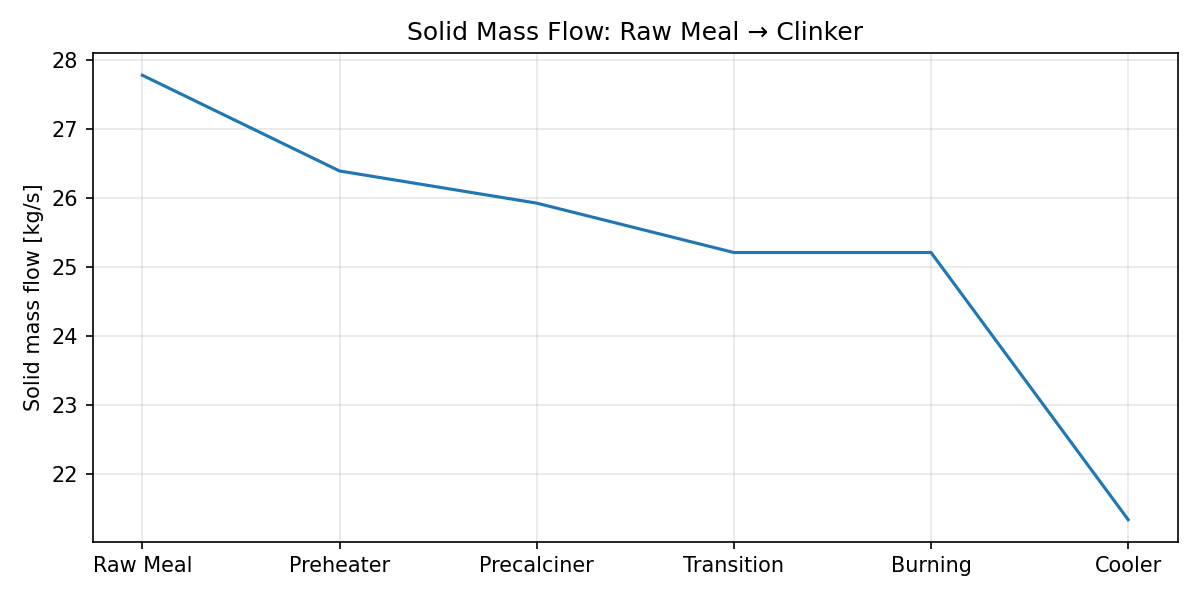 Solid Mass Flow: Raw Meal → Clinker
Solid mass flow [kg/s]
28
27
26
25
24
23
22
Raw Meal Preheater Precalciner Transition Burning Cooler